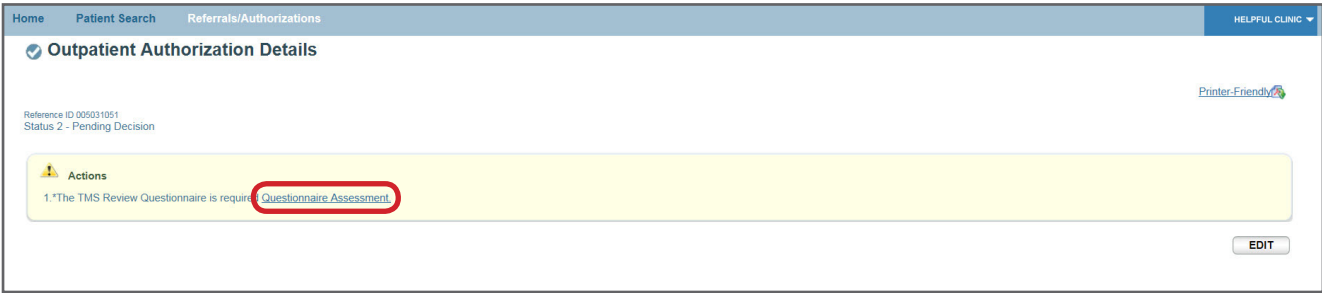 Home Patient Search Referrals/Authorizations HELPFUL CLINIC
Outpatient Authorization Details
Printer-Friendly
Reference ID 005031051
Status 2 - Pending Decision
Actions
1.*The TMS Review Questionnaire is required Questionnaire Assessment.
EDIT